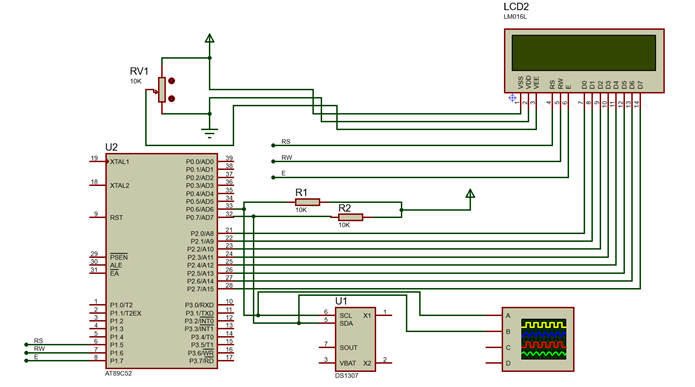 LCD2
LM016L
RV1
10K
VSS VDD VEE RS RW E D0 D1 D2 D3 D4 D5 D6 D7
1 2 3 4 5 6 7 8 9 10 11 12 13 14
RS
RW
E
U2
19 XTAL1 P0.0/AD0 39
P0.1/AD1 38
P0.2/AD2 37
18 XTAL2 P0.3/AD3 36
P0.4/AD4 35
P0.5/AD5 34
P0.6/AD6 33
9 RST P0.7/AD7 32
R1
10K
R2
10K
P2.0/A8 21
P2.1/A9 22
P2.2/A10 23
29 PSEN P2.3/A11 24
30 ALE P2.4/A12 25
31 EA P2.5/A13 26
P2.6/A14 27
P2.7/A15 28
1 P1.0/T2 P3.0/RXD 10
2 P1.1/T2EX P3.1/TXD 11
3 P1.2 P3.2/INT0 12
4 P1.3 P3.3/INT1 13
5 P1.4 P3.4/T0 14
RS 6 P1.5 P3.5/T1 15
RW 7 P1.6 P3.6/WR 16
E 8 P1.7 P3.7/RD 17
AT89C52
U1
6 SCL X1 1
5 SDA
7 SOUT
3 VBAT X2 2
DS1307
A
B
C
D